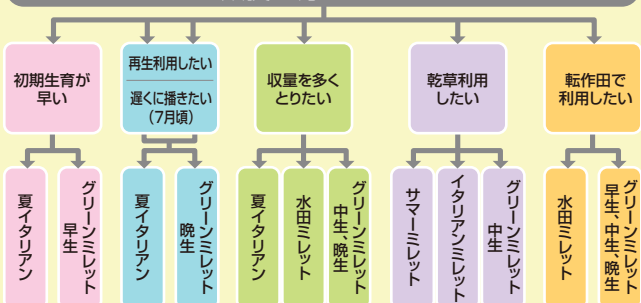 初期生育が
早い
再生利用したい
遅くに播きたい
（7月頃）
収量を多く
とりたい
乾草利用
したい
転作田で
利用したい
夏イタリアン
グリーンミレット
早生
夏イタリアン
グリーンミレット
晩生
夏イタリアン
水田ミレット
グリーンミレット
中生、晩生
サマーミレット
イタリアンミレット
グリーンミレット
中生
水田ミレット
グリーンミレット
早生、中生、晩生